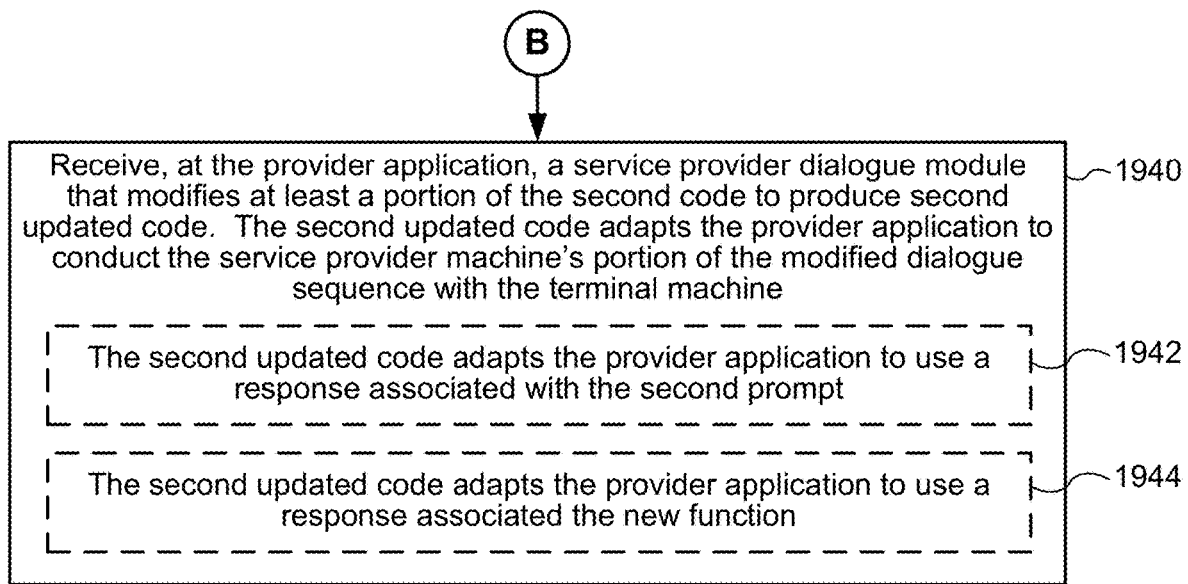 B
Receive, at the provider application, a service provider dialogue module
that modifies at least a portion of the second code to produce second
updated code.  The second updated code adapts the provider application to
conduct the service provider machine's portion of the modified dialogue
sequence with the terminal machine
1940
The second updated code adapts the provider application to use a
response associated with the second prompt
1942
The second updated code adapts the provider application to use a
response associated the new function
1944